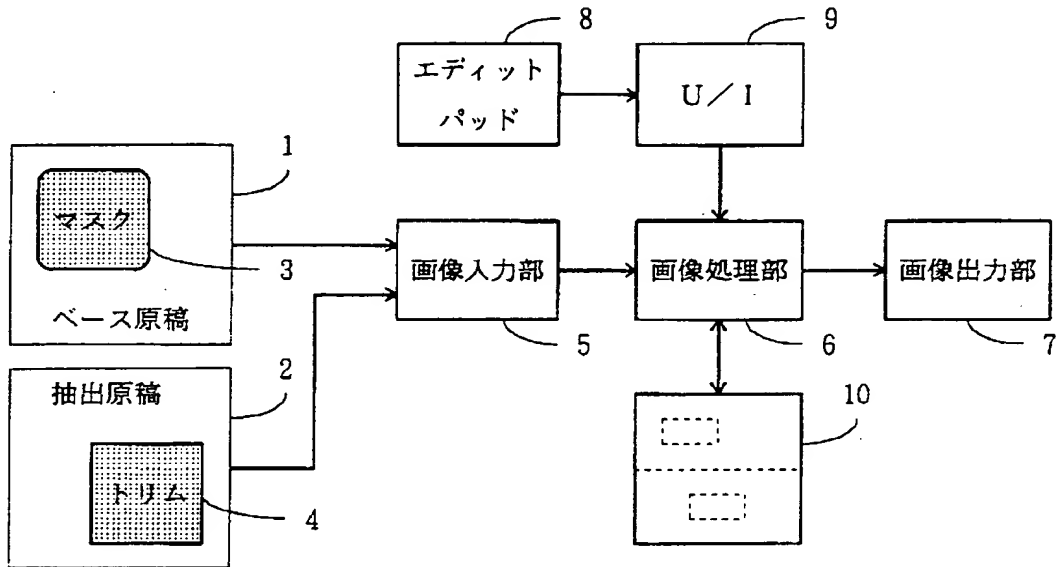 8
9
エディット
パッド
U/I
1
マスク
3
ベース原稿
画像入力部
5
画像処理部
6
画像出力部
7
2
抽出原稿
トリム
4
10